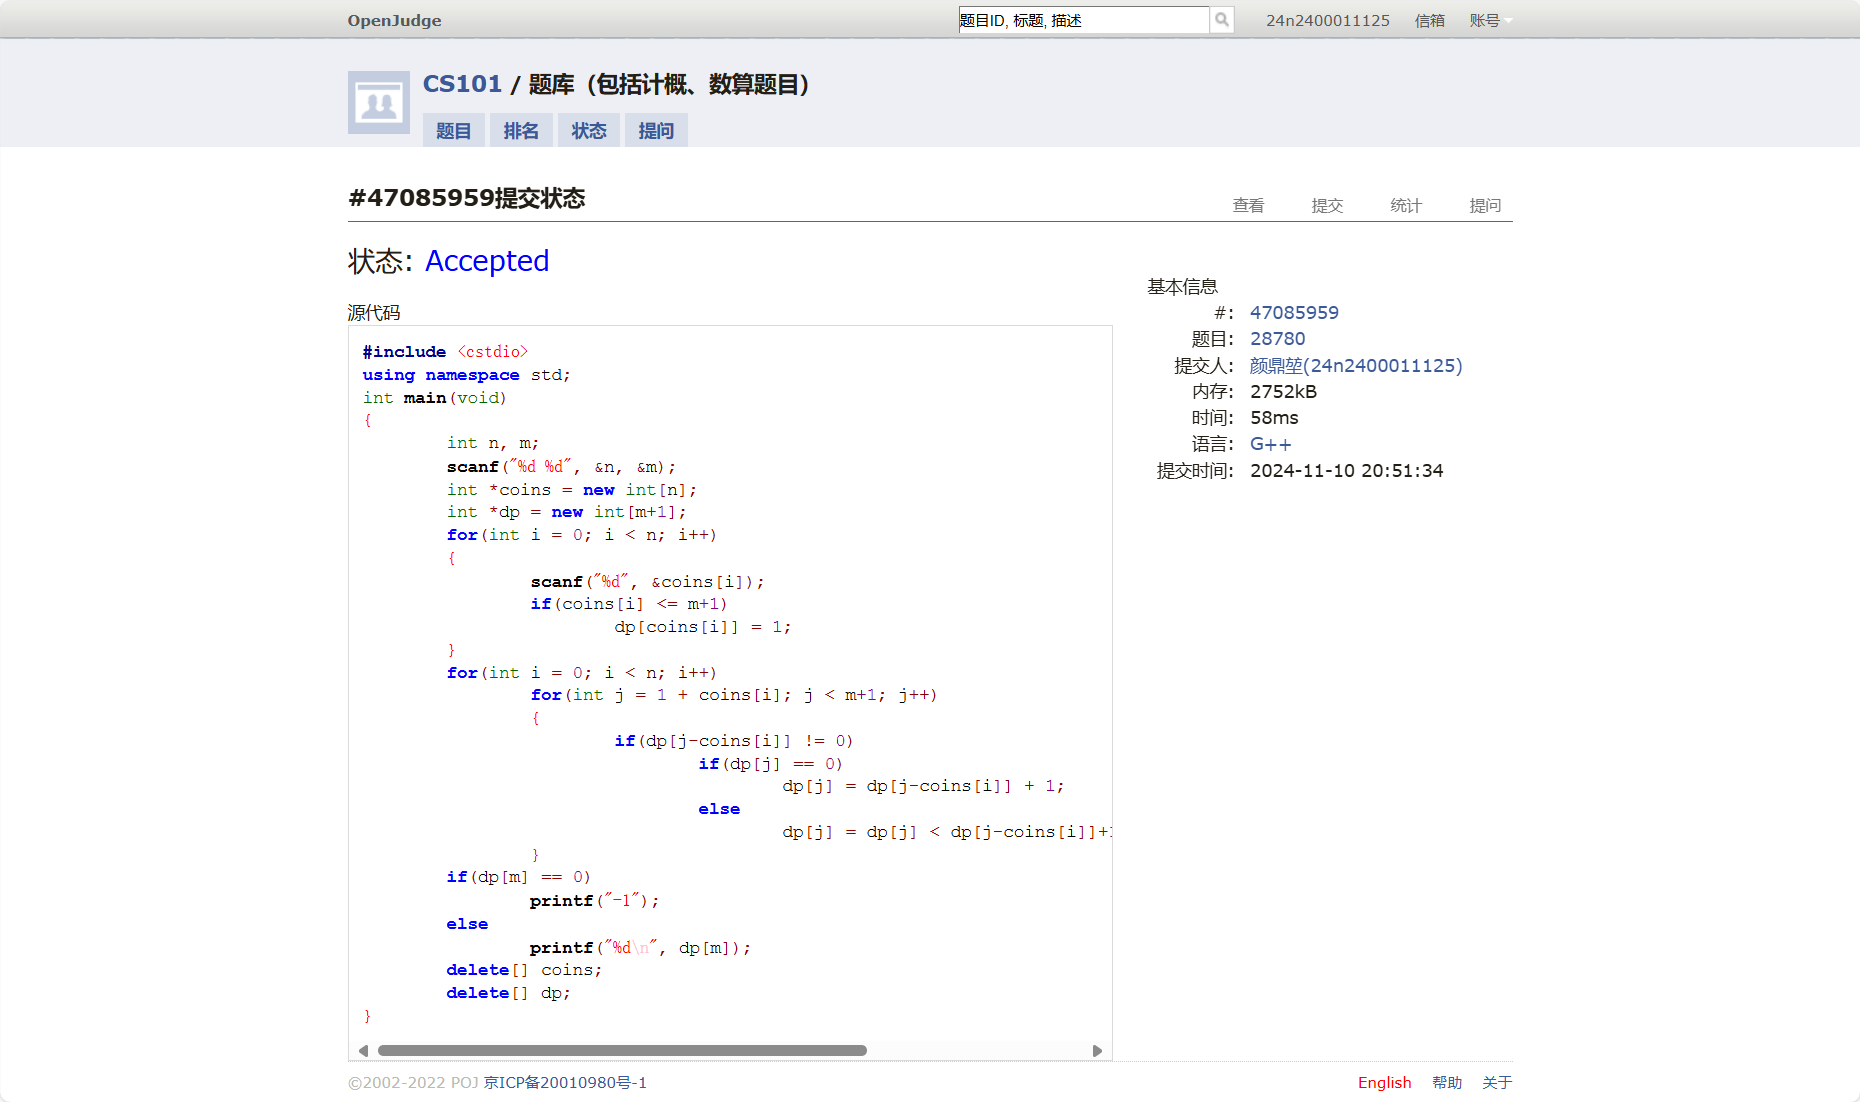 OpenJudge
题目ID, 标题, 描述
24n2400011125 信箱 账号
CS101 / 题库（包括计概、数算题目）
题目 排名 状态 提问
#47085959提交状态
查看 提交 统计 提问
状态: Accepted
源代码
#include <cstdio>
using namespace std;
int main(void)
{
int n, m;
scanf("%d %d", &n, &m);
int *coins = new int[n];
int *dp = new int[m+1];
for(int i = 0; i < n; i++)
{
scanf("%d", &coins[i]);
if(coins[i] <= m+1)
dp[coins[i]] = 1;
}
for(int i = 0; i < n; i++)
for(int j = 1 + coins[i]; j < m+1; j++)
{
if(dp[j-coins[i]] != 0)
if(dp[j] == 0)
dp[j] = dp[j-coins[i]] + 1;
else
dp[j] = dp[j] < dp[j-coins[i]]+
}
if(dp[m] == 0)
printf("-1");
else
printf("%d\n", dp[m]);
delete[] coins;
delete[] dp;
}
基本信息
#: 47085959
题目: 28780
提交人: 颜鼎堃(24n2400011125)
内存: 2752kB
时间: 58ms
语言: G++
提交时间: 2024-11-10 20:51:34
©2002-2022 POJ 京ICP备20010980号-1
English 帮助 关于